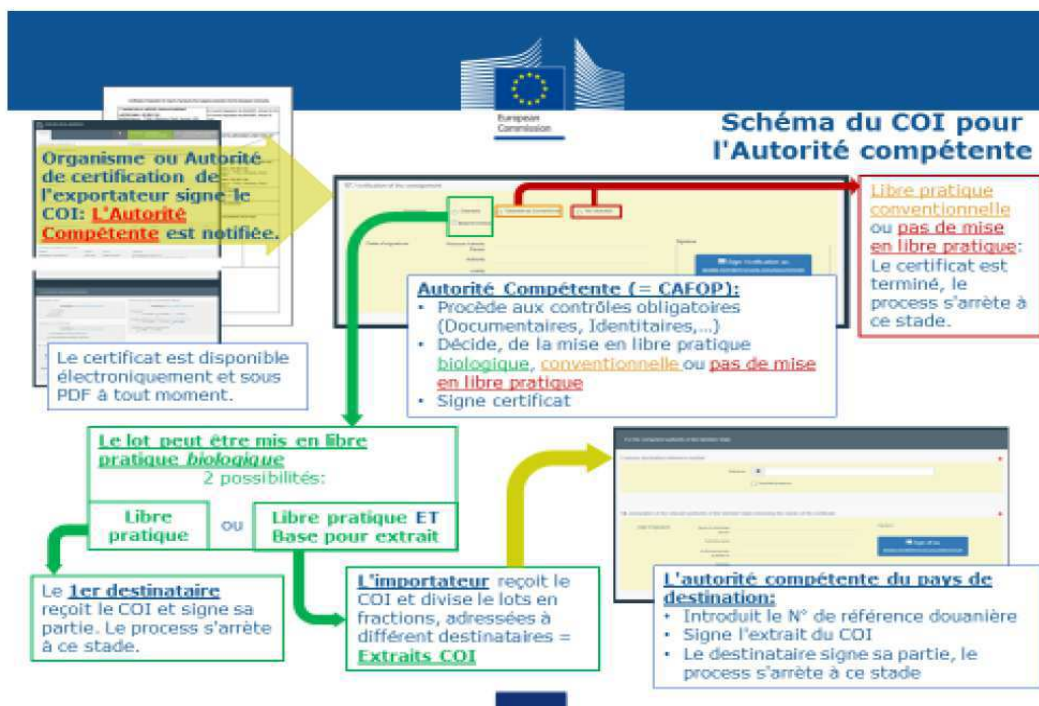 European
Commission
Schéma du COI pour
l'Autorité compétente
Organisme ou Autorité
de certification de
l'exportateur signe le
COI: L'Autorité
Compétente est notifiée.
Le certificat est disponible
électroniquement et sous
PDF à tout moment.
Libre pratique
conventionnelle
ou pas de mise
en libre pratique:
Le certificat est
terminé, le
process s'arrête à
ce stade.
Autorité Compétente (= CAFOP):
• Procède aux contrôles obligatoires
(Documentaires, Identitaires,...)
• Décide, de la mise en libre pratique
biologique, conventionnelle ou pas de mise
en libre pratique
• Signe certificat
Le lot peut être mis en libre
pratique biologique
2 possibilités:
Libre
pratique
ou
Libre pratique ET
Base pour extrait
Le 1er destinataire
reçoit le COI et signe sa
partie. Le process s'arrête
à ce stade.
L'importateur reçoit le
COI et divise le lots en
fractions, adressées à
différent destinataires =
Extraits COI
L'autorité compétente du pays de
destination:
• Introduit le N° de référence douanière
• Signe l'extrait du COI
• Le destinataire signe sa partie, le
process s'arrête à ce stade